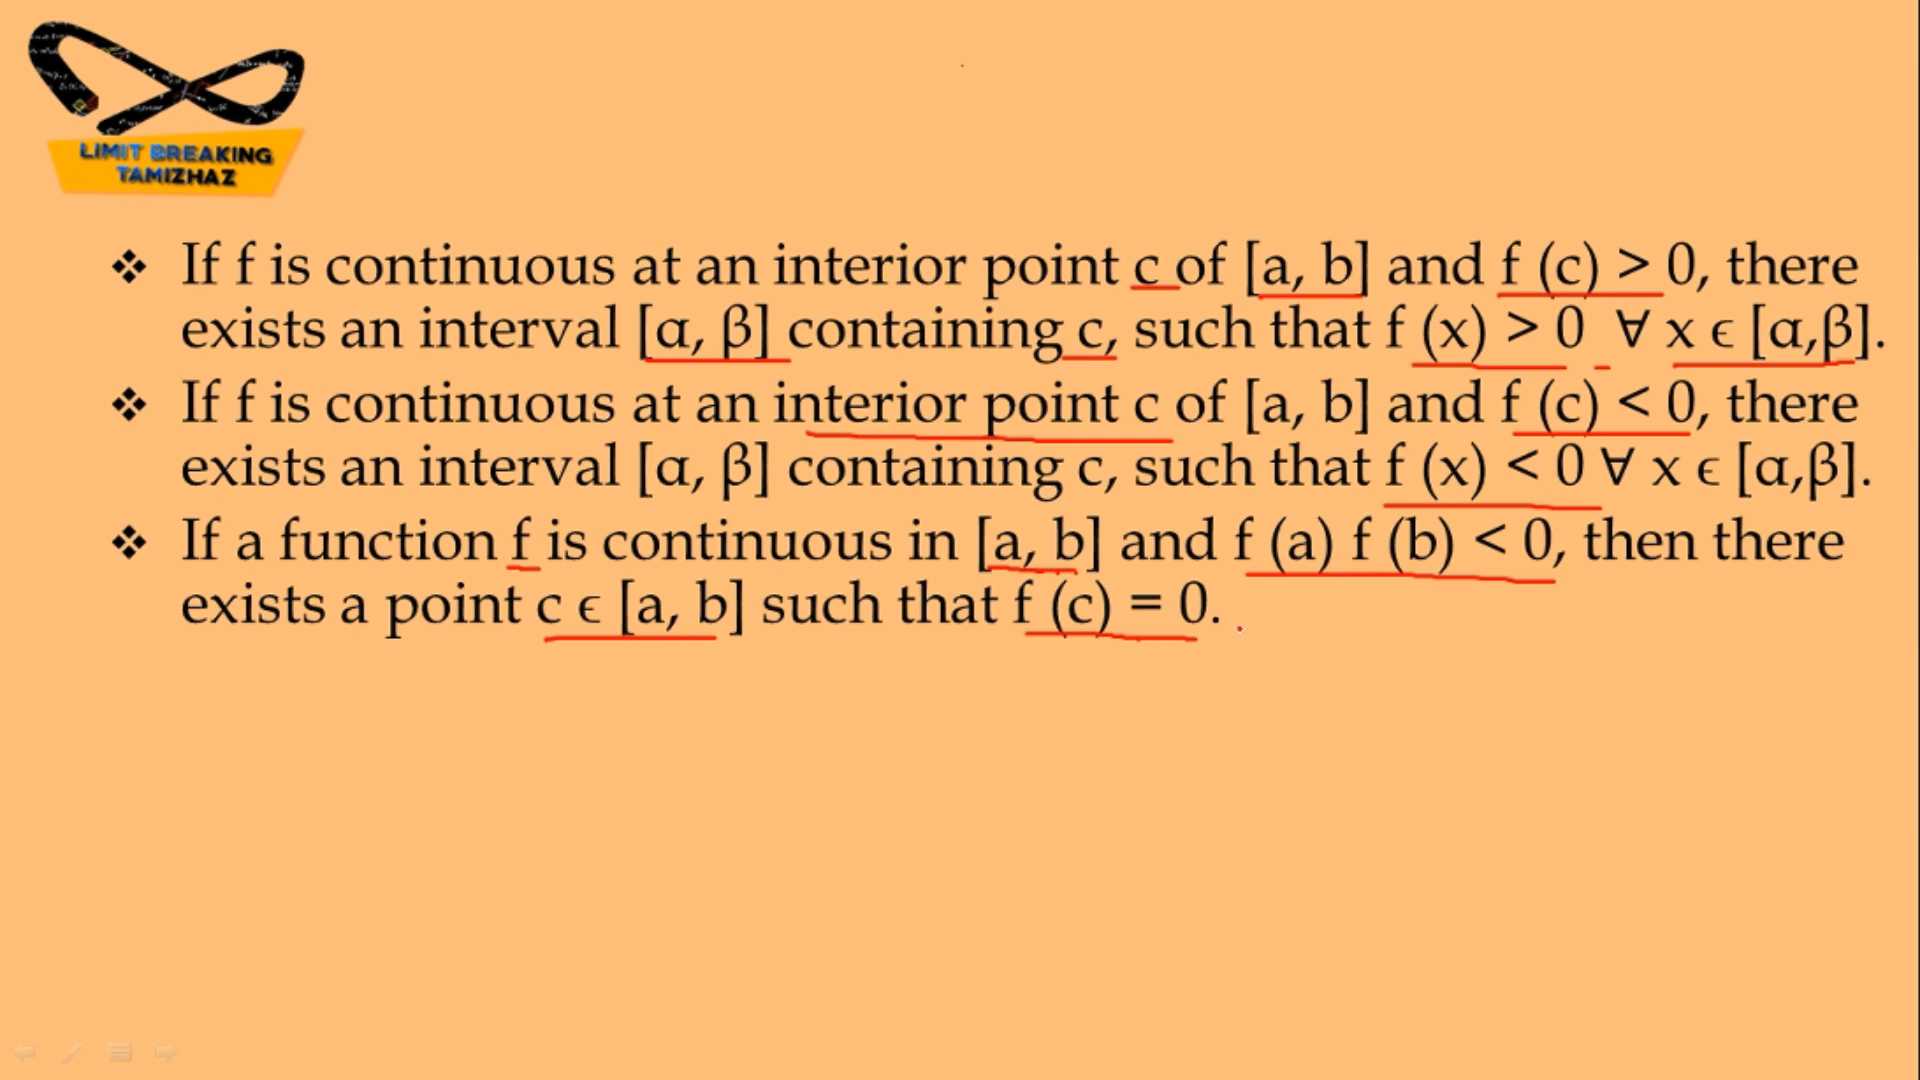 LIMIT BREAKING
TAMIZHAZ
❖ If f is continuous at an interior point c of [a, b] and f (c) > 0, there
exists an interval [α, β] containing c, such that f (x) > 0 ∀ x ϵ [α,β].
❖ If f is continuous at an interior point c of [a, b] and f (c) < 0, there
exists an interval [α, β] containing c, such that f (x) < 0 ∀ x ϵ [α,β].
❖ If a function f is continuous in [a, b] and f (a) f (b) < 0, then there
exists a point c ϵ [a, b] such that f (c) = 0.